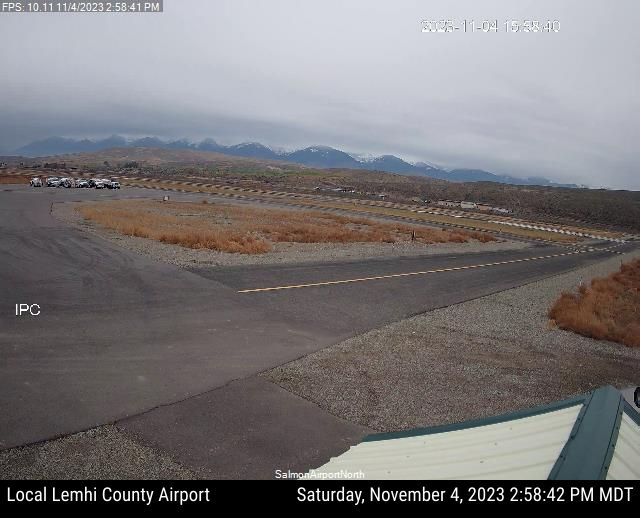 FPS: 10.11 11/4/2023 2:58:41 PM
2023-11-04 15:58:40
IPC
SalmonAirportNorth
Local Lemhi County Airport
Saturday, November 4, 2023 2:58:42 PM MDT